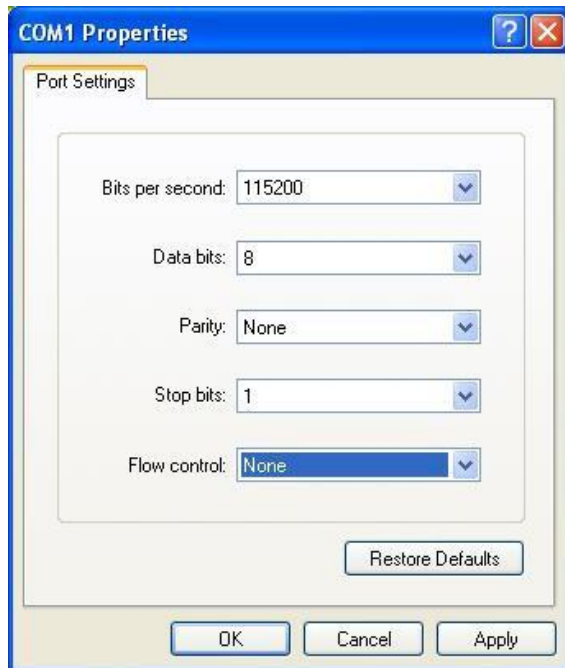 COM1 Properties
Port Settings
Bits per second: 115200
Data bits: 8
Parity: None
Stop bits: 1
Flow control: None
Restore Defaults
OK Cancel Apply